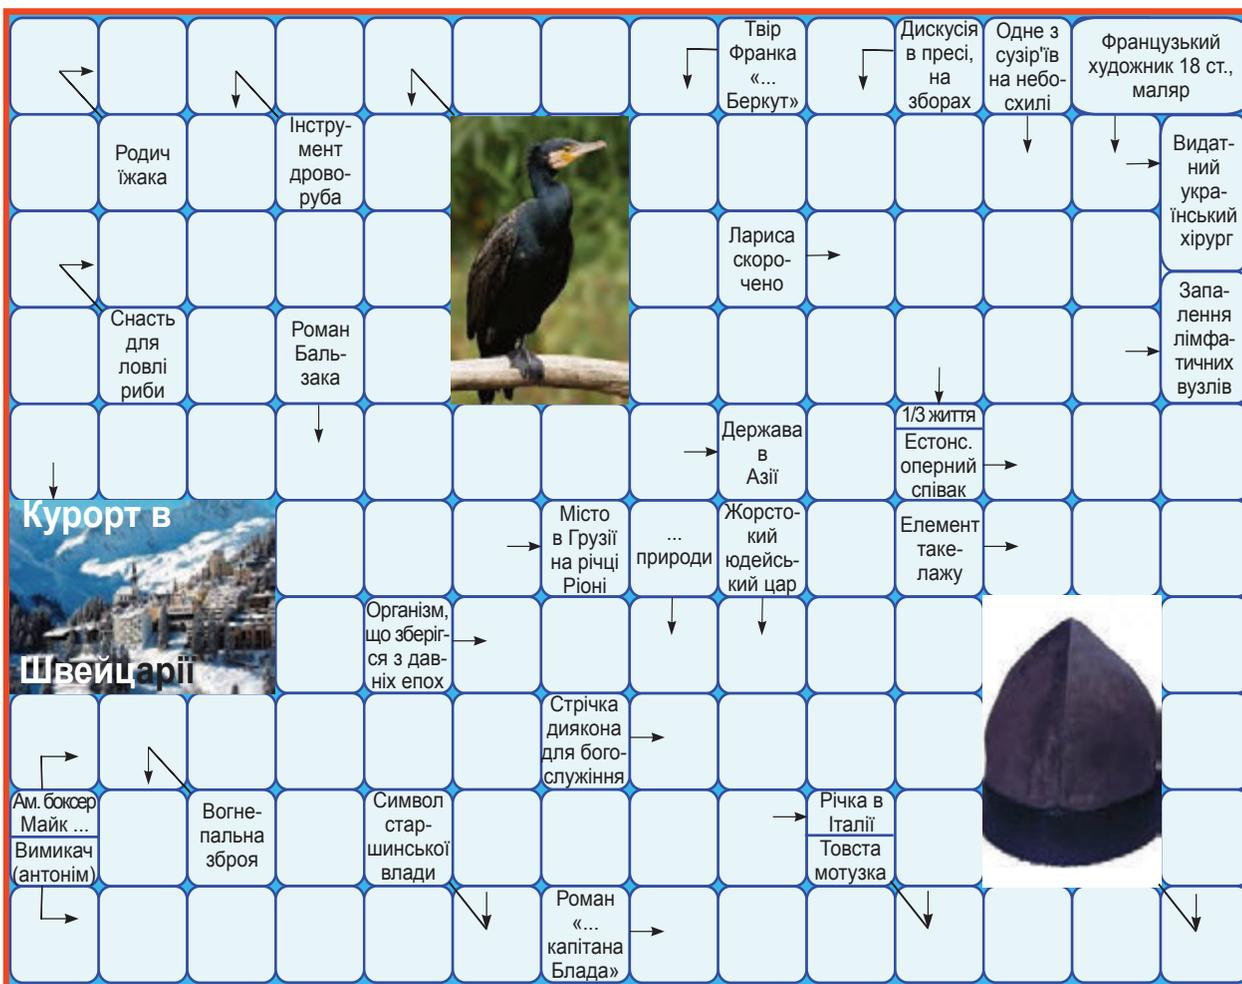 Твір
Франка
«...
Беркут»
Дискусія
в пресі,
на
зборах
Одне з
сузір'їв
на небо-
схилі
Французький
художник 18 ст.,
маляр
Родич
їжака
Інстру-
мент
дрово-
руба
Видат-
ний
укра-
їнський
хірург
Лариса
скоро-
чено
Запа-
лення
лімфа-
тичних
вузлів
Снасть
для
ловлі
риби
Роман
Баль-
зака
Держава
в
Азії
1/3 життя
Естонс.
оперний
співак
Курорт в
Швейцарії
Місто
в Грузії
на річці
Ріоні
...
природи
Жорсто-
кий
юдейсь-
кий цар
Елемент
таке-
лажу
Організм,
що зберіг-
ся з дав-
ніх епох
Стрічка
диякона
для бого-
служіння
Ам. боксер
Майк ...
Вимикач
(антонім)
Вогне-
пальна
зброя
Символ
стар-
шинської
влади
Річка в
Італії
Товста
мотузка
Роман
«...
капітана
Блада»